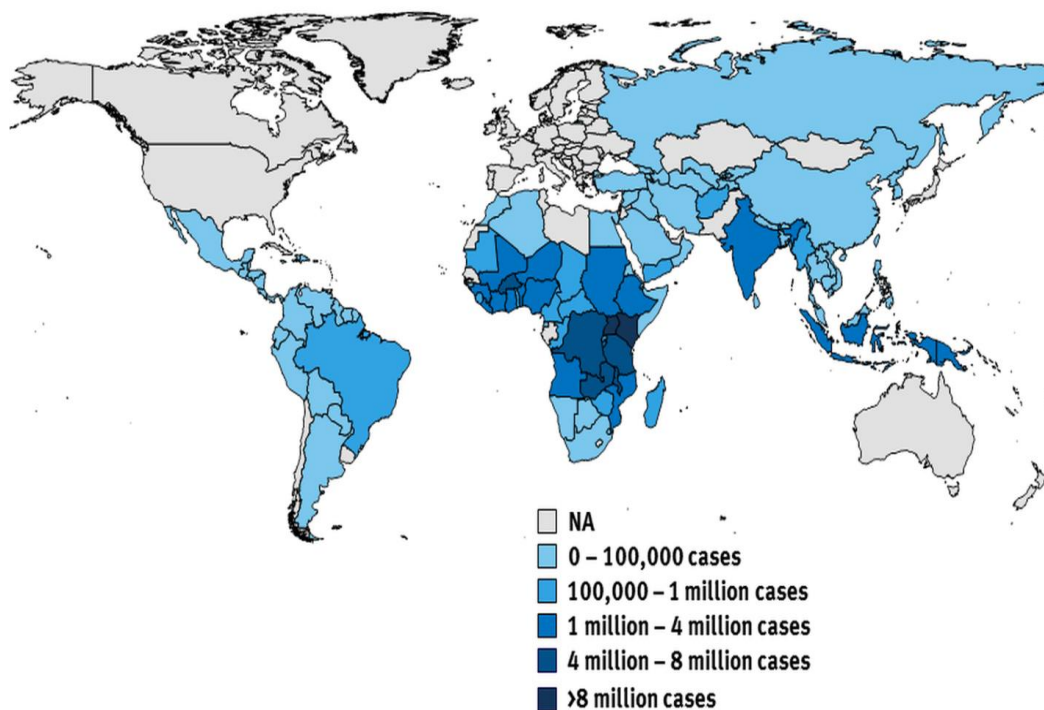 NA
0 – 100,000 cases
100,000 – 1 million cases
1 million – 4 million cases
4 million – 8 million cases
>8 million cases